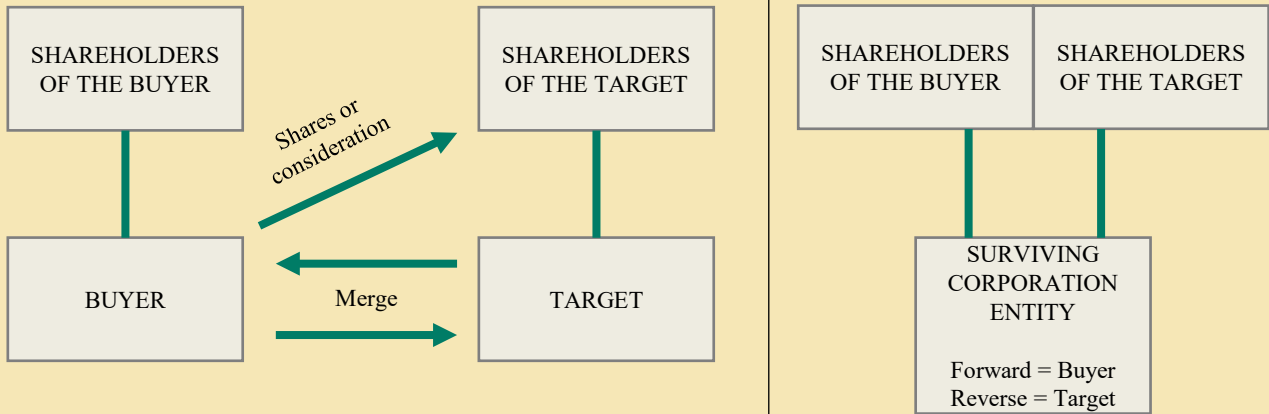 SHAREHOLDERS
OF THE BUYER
SHAREHOLDERS
OF THE TARGET
Shares or
consideration
BUYER
Merge
TARGET
SHAREHOLDERS
OF THE BUYER
SHAREHOLDERS
OF THE TARGET
SURVIVING
CORPORATION
ENTITY
Forward = Buyer
Reverse = Target